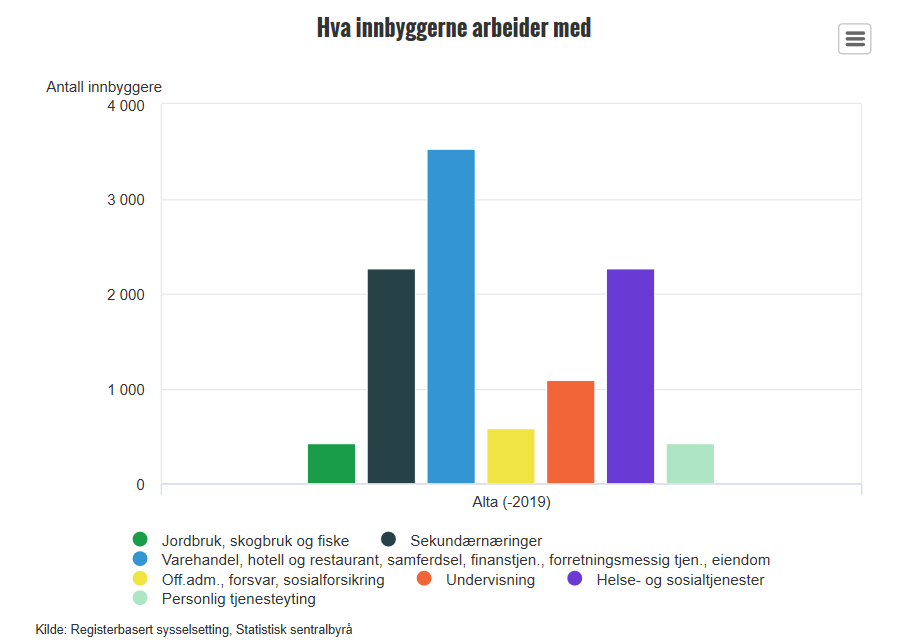 Hva innbyggerne arbeider med
Antall innbyggere
4 000
3 000
2 000
1 000
0
Alta (-2019)
Jordbruk, skogbruk og fiske Sekundærnæringer
Varehandel, hotell og restaurant, samferdsel, finanstjen., forretningsmessig tjen., eiendom
Off.adm., forsvar, sosialforsikring Undervisning Helse- og sosialtjenester
Personlig tjenesteyting
Kilde: Registerbasert sysselsetting, Statistisk sentralbyrå